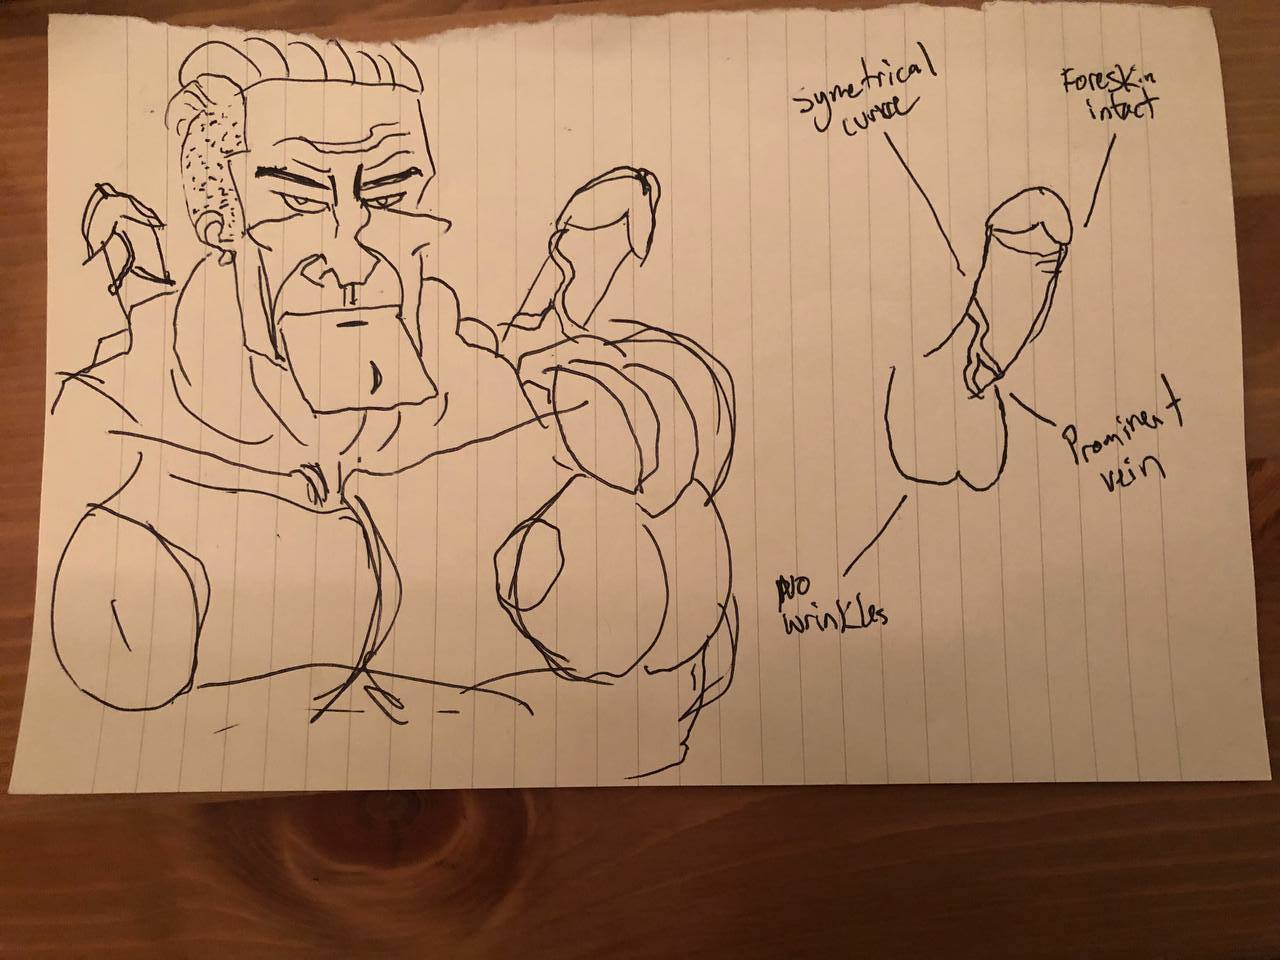 Symetrical
curve
Foreskin
intact
Prominent
vein
No
wrinkles